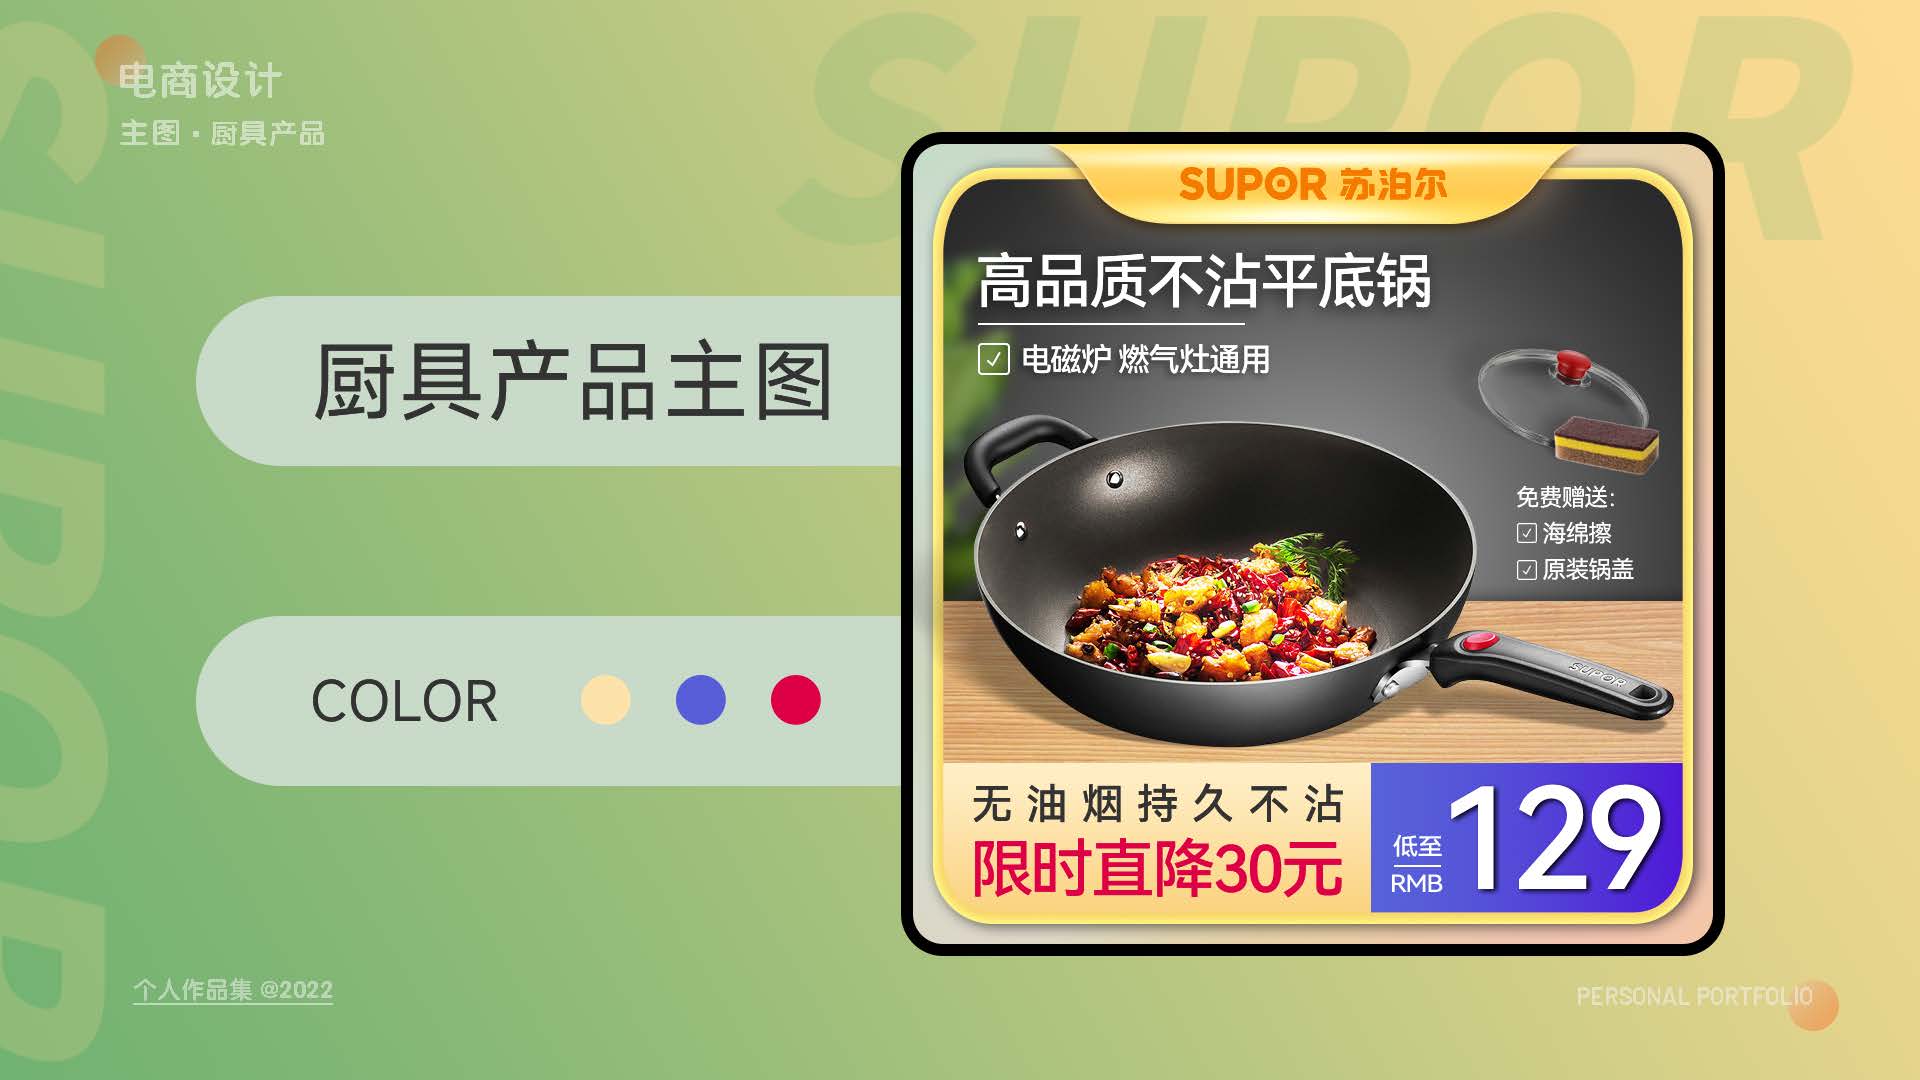 SUPOR
SUPOR
电商设计
主图·厨具产品
厨具产品主图
COLOR
SUPOR 苏泊尔
高品质不沾平底锅
电磁炉 燃气灶通用
免费赠送:
海绵擦
原装锅盖
SUPOR
无油烟持久不沾
限时直降30元
低至
RMB
129
个人作品集 @2022
PERSONAL PORTFOLIO